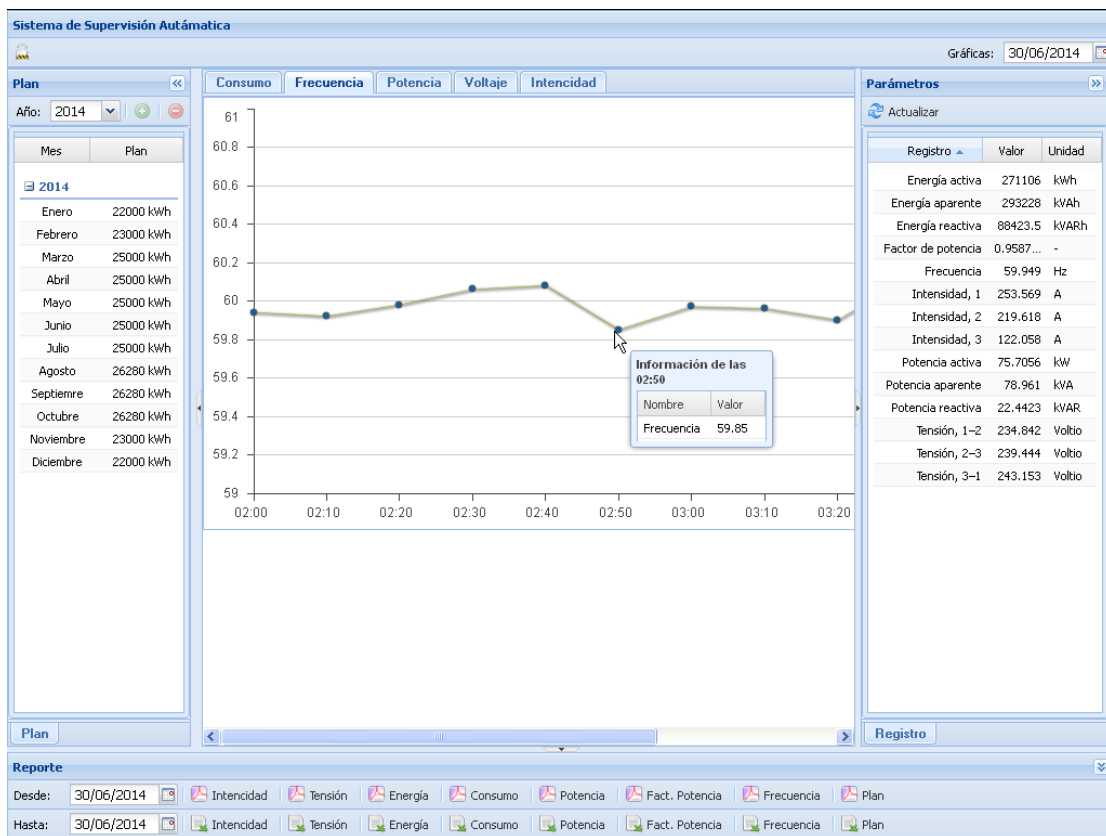 Sistema de Supervisión Autámatica
Gráficas: 30/06/2014
Plan
Año: 2014
Mes Plan
2014
Enero 22000 kWh
Febrero 23000 kWh
Marzo 25000 kWh
Abril 25000 kWh
Mayo 25000 kWh
Junio 25000 kWh
Julio 25000 kWh
Agosto 26280 kWh
Septiemre 26280 kWh
Octubre 26280 kWh
Noviembre 23000 kWh
Diciembre 22000 kWh
Plan
Consumo Frecuencia Potencia Voltaje Intencidad
61
60.8
60.6
60.4
60.2
60
59.8
59.6
59.4
59.2
59
02:00 02:10 02:20 02:30 02:40 02:50 03:00 03:10 03:20
Información de las
02:50
Nombre Valor
Frecuencia 59.85
Parámetros
Actualizar
Registro Valor Unidad
Energía activa 271106 kWh
Energía aparente 293228 kVAh
Energía reactiva 88423.5 kVARh
Factor de potencia 0.9587... -
Frecuencia 59.949 Hz
Intensidad, 1 253.569 A
Intensidad, 2 219.618 A
Intensidad, 3 122.058 A
Potencia activa 75.7056 kW
Potencia aparente 78.961 kVA
Potencia reactiva 22.4423 kVAR
Tensión, 1–2 234.842 Voltio
Tensión, 2–3 239.444 Voltio
Tensión, 3–1 243.153 Voltio
Registro
Reporte
Desde: 30/06/2014 Intencidad Tensión Energía Consumo Potencia Fact. Potencia Frecuencia Plan
Hasta: 30/06/2014 Intencidad Tensión Energía Consumo Potencia Fact. Potencia Frecuencia Plan